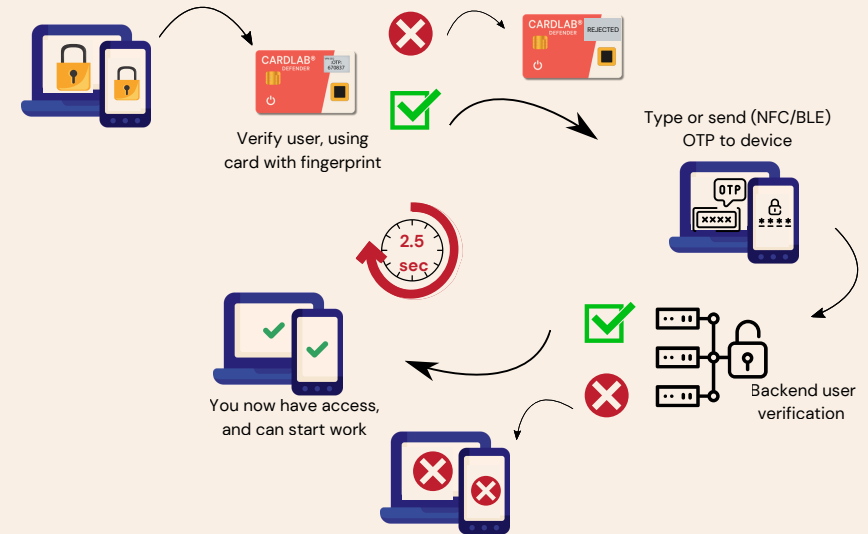 CARDLAB®
DEFENDER
OTP:
670837
Verify user, using
card with fingerprint
CARDLAB®
DEFENDER
REJECTED
Type or send (NFC/BLE)
OTP to device
OTP
××××
****
2.5
sec
Backend user
verification
You now have access,
and can start work